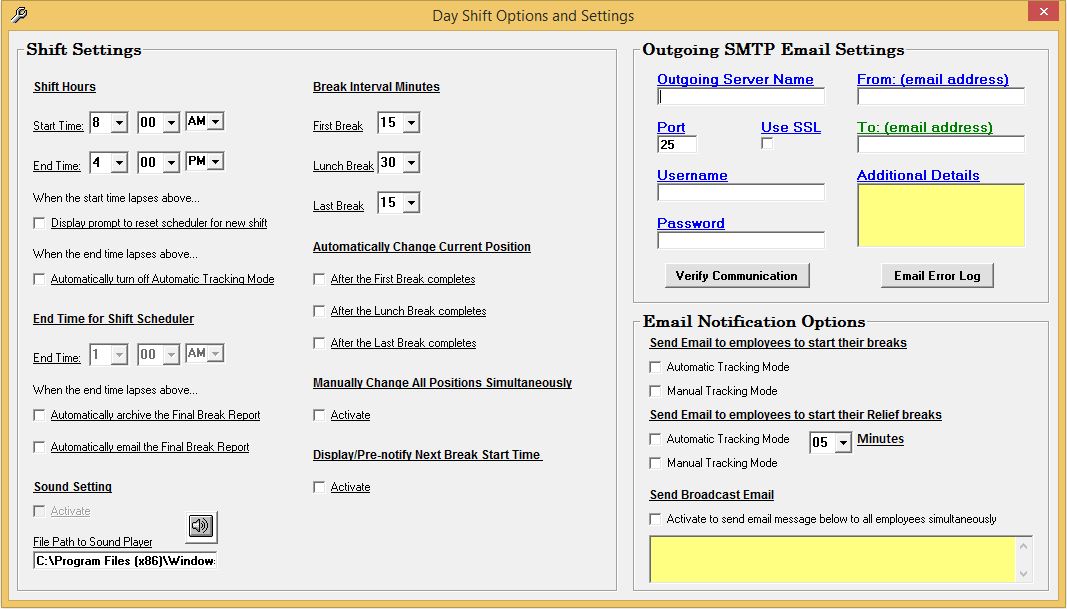 Day Shift Options and Settings
Shift Settings
Shift Hours
Start Time: 8 00 AM
End Time: 4 00 PM
When the start time lapses above...
Display prompt to reset scheduler for new shift
When the end time lapses above...
Automatically turn off Automatic Tracking Mode
End Time for Shift Scheduler
End Time: 1 00 AM
When the end time lapses above...
Automatically archive the Final Break Report
Automatically email the Final Break Report
Sound Setting
Activate
File Path to Sound Player
C:\Program Files (x86)\Window
Break Interval Minutes
First Break 15
Lunch Break 30
Last Break 15
Automatically Change Current Position
After the First Break completes
After the Lunch Break completes
After the Last Break completes
Manually Change All Positions Simultaneously
Activate
Display/Pre-notify Next Break Start Time
Activate
Outgoing SMTP Email Settings
Outgoing Server Name
Port Use SSL
25
Username
Password
Verify Communication
From: (email address)
To: (email address)
Additional Details
Email Error Log
Email Notification Options
Send Email to employees to start their breaks
Automatic Tracking Mode
Manual Tracking Mode
Send Email to employees to start their Relief breaks
Automatic Tracking Mode 05 Minutes
Manual Tracking Mode
Send Broadcast Email
Activate to send email message below to all employees simultaneously